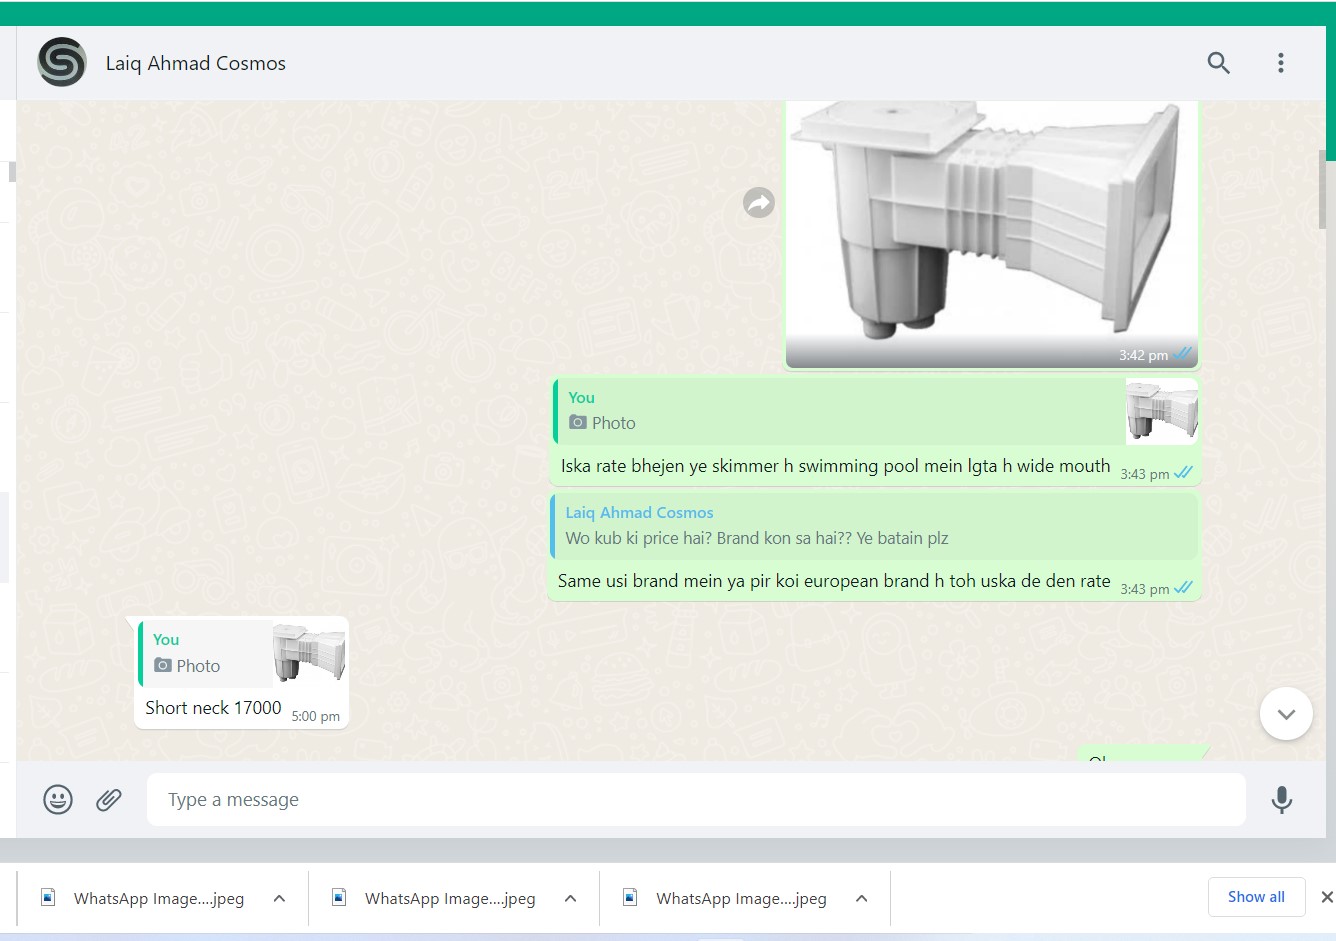 Laiq Ahmad Cosmos
3:42 pm
You
Photo
Iska rate bhejen ye skimmer h swimming pool mein lgta h wide mouth
3:43 pm
Laiq Ahmad Cosmos
Wo kub ki price hai? Brand kon sa hai?? Ye batain plz
Same usi brand mein ya pir koi european brand h toh uska de den rate
3:43 pm
You
Photo
Short neck 17000
5:00 pm
Type a message
WhatsApp Image....jpeg
WhatsApp Image....jpeg
WhatsApp Image....jpeg
Show all